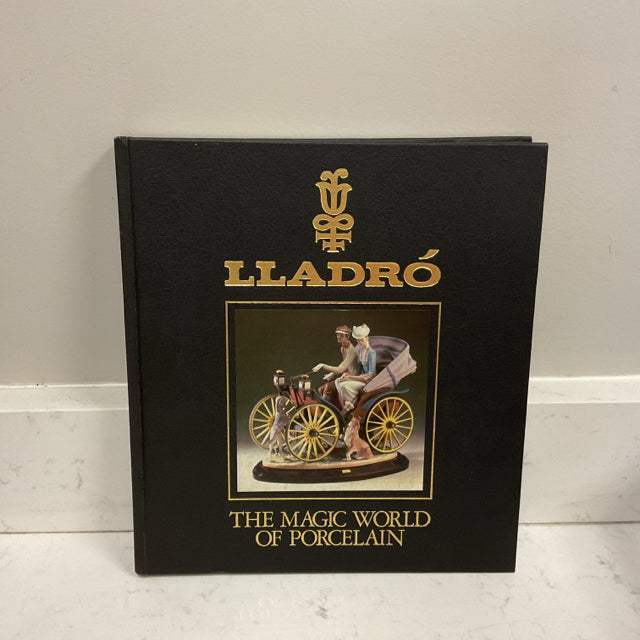 LLADRÓ
THE MAGIC WORLD
OF PORCELAIN